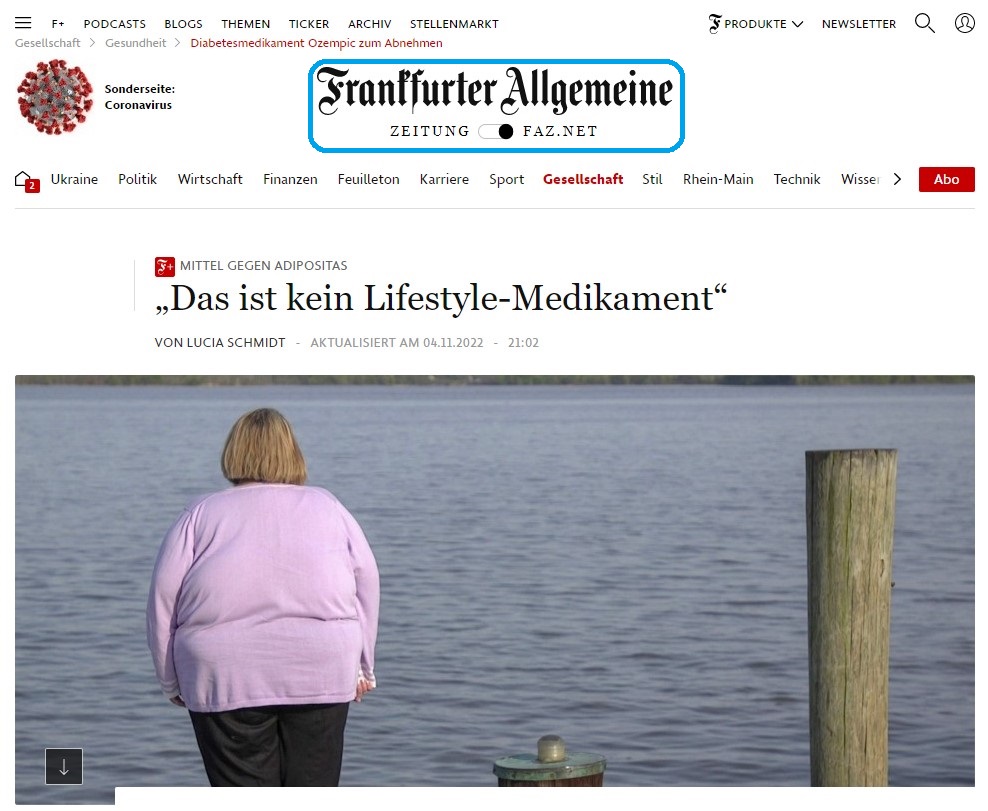 F+ PODCASTS BLOGS THEMEN TICKER ARCHIV STELLENMARKT PRODUKTE NEWSLETTER
Gesellschaft > Gesundheit > Diabetesmedikament Ozempic zum Abnehmen
Sonderseite:
Coronavirus
Frankfurter Allgemeine
ZEITUNG FAZ.NET
2 Ukraine Politik Wirtschaft Finanzen Feuilleton Karriere Sport Gesellschaft Stil Rhein-Main Technik Wisse > Abo
F+ MITTEL GEGEN ADIPOSITAS
„Das ist kein Lifestyle-Medikament“
VON LUCIA SCHMIDT - AKTUALISIERT AM 04.11.2022 - 21:02